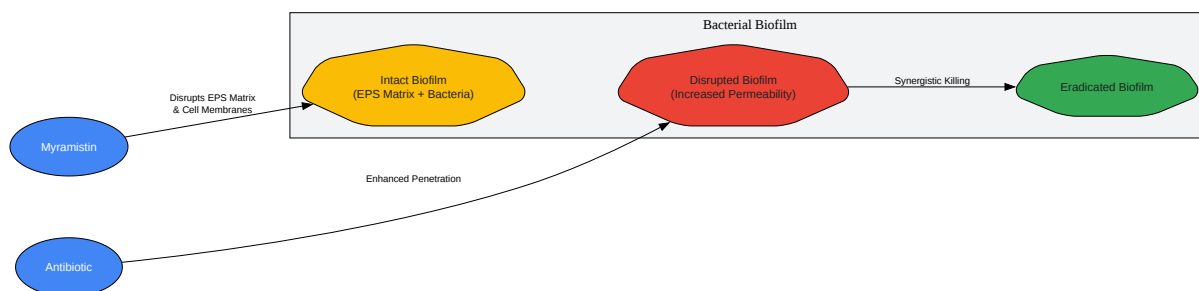 Bacterial Biofilm
Intact Biofilm
(EPS Matrix + Bacteria)
Disrupted Biofilm
(Increased Permeability)
Synergistic Killing
Eradicated Biofilm
Disrupts EPS Matrix
& Cell Membranes
Myramistin
Enhanced Penetration
Antibiotic